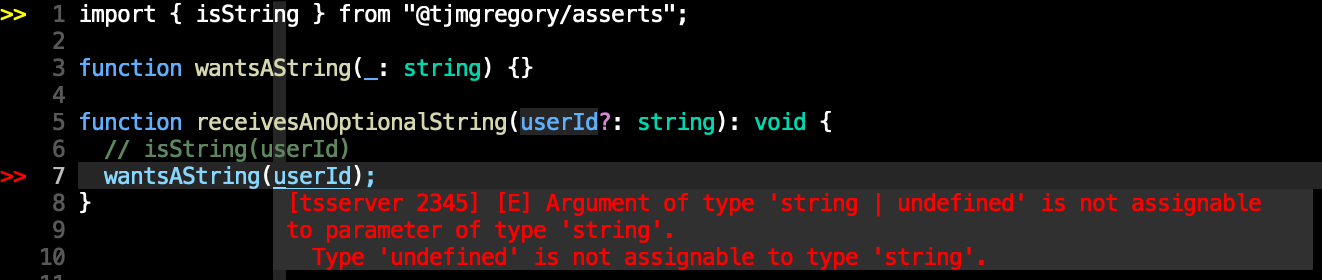 >> 1 import { isString } from "@tjmgregory/asserts";
2
3 function wantsAString(_: string) {}
4
5 function receivesAnOptionalString(userId?: string): void {
6 // isString(userId)
>> 7 wantsAString(userId);
8 } [tsserver 2345] [E] Argument of type 'string | undefined' is not assignable
9 to parameter of type 'string'.
10 Type 'undefined' is not assignable to type 'string'.